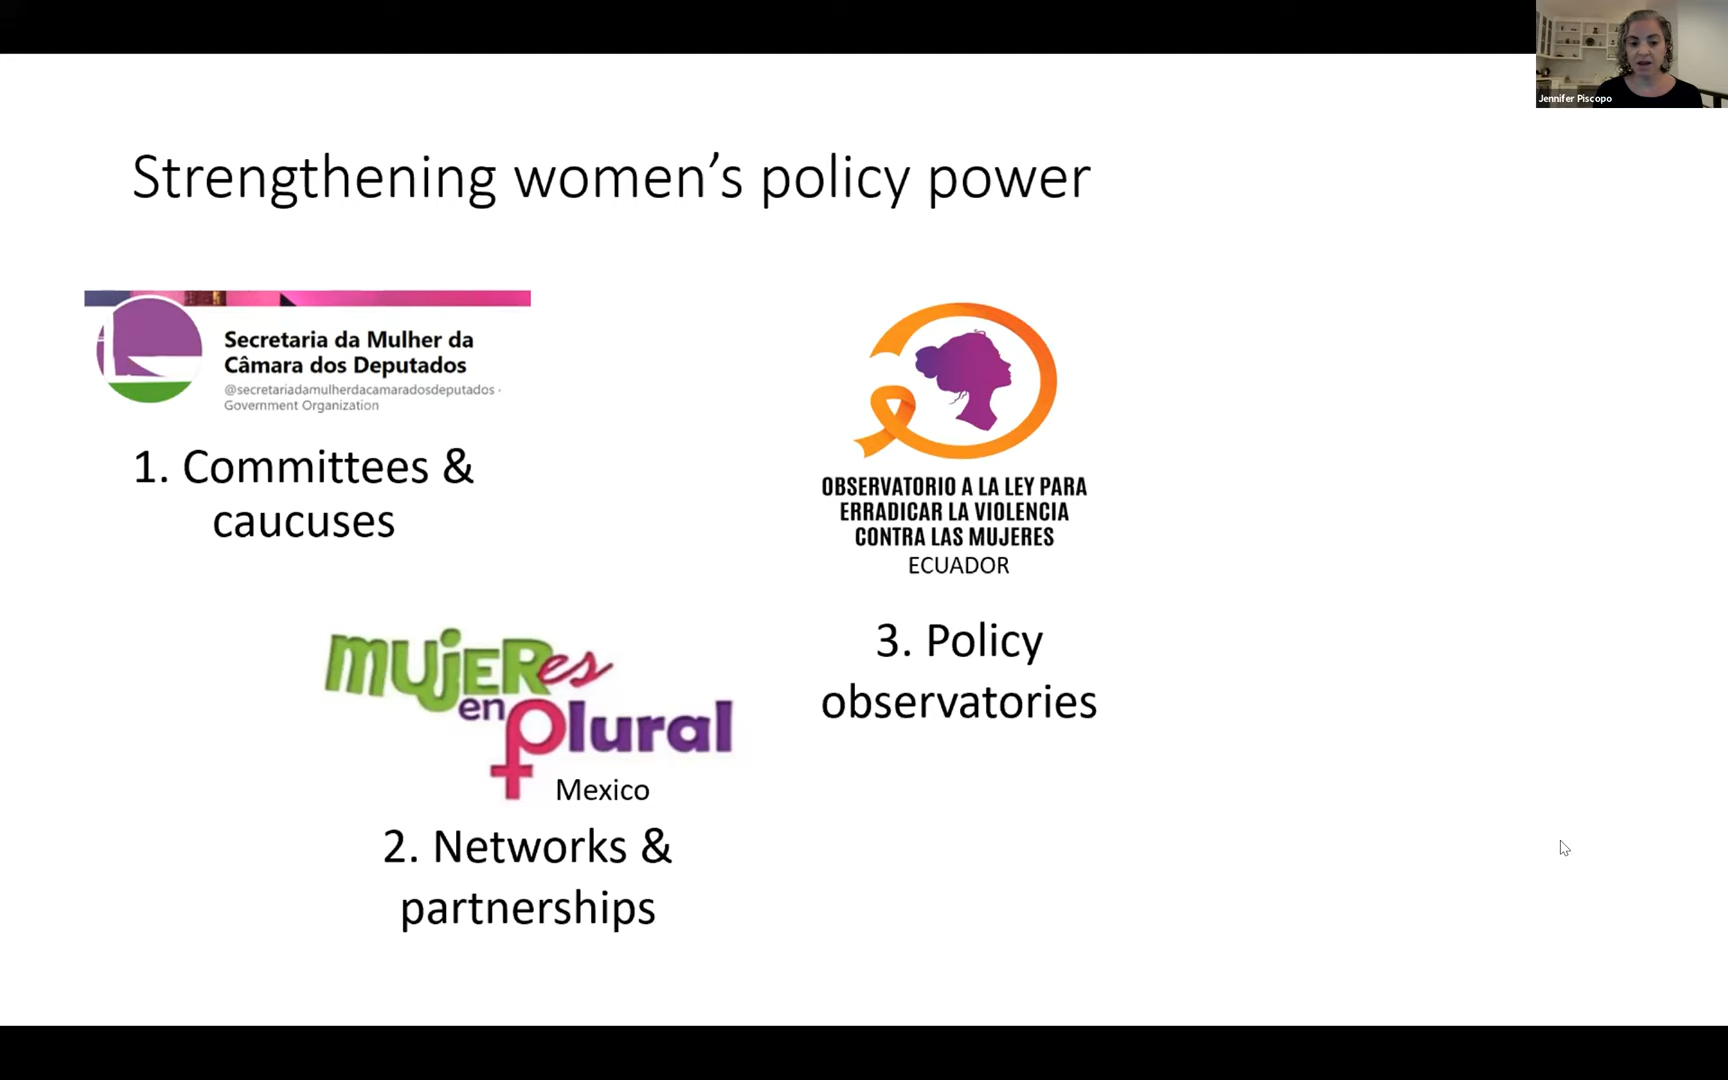 Jennifer Piscopo
Strengthening women’s policy power
Secretaria da Mulher da
Câmara dos Deputados
@secretariadamulherdacamaradosdeputados ·
Government Organization
1. Committees &
caucuses
mujeres
en plural
Mexico
2. Networks &
partnerships
OBSERVATORIO A LA LEY PARA
ERRADICAR LA VIOLENCIA
CONTRA LAS MUJERES
ECUADOR
3. Policy
observatories